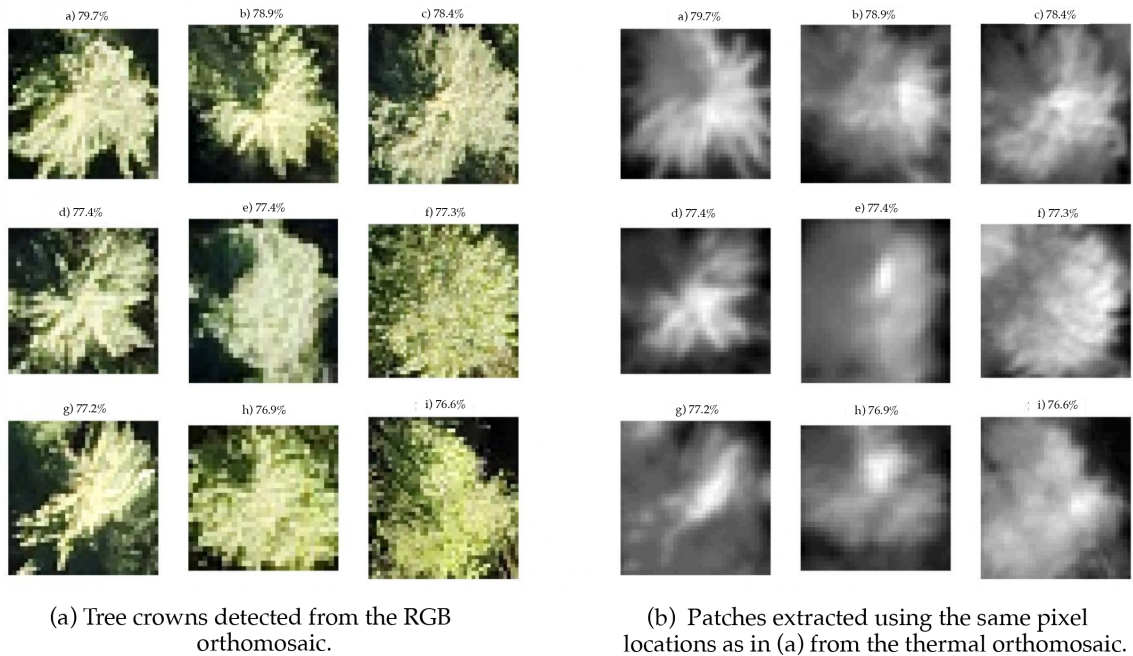 a) 79.7%
b) 78.9%
c) 78.4%
d) 77.4%
e) 77.4%
f) 77.3%
g) 77.2%
h) 76.9%
i) 76.6%
(a) Tree crowns detected from the RGB
orthomosaic.
a) 79.7%
b) 78.9%
c) 78.4%
d) 77.4%
e) 77.4%
f) 77.3%
g) 77.2%
h) 76.9%
i) 76.6%
(b) Patches extracted using the same pixel
locations as in (a) from the thermal orthomosaic.